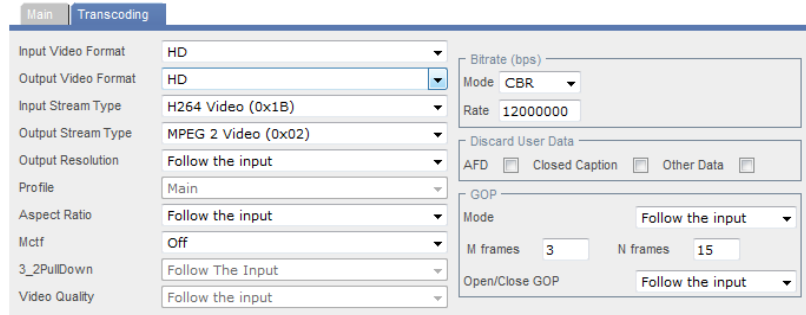 Main Transcoding
Input Video Format HD
Output Video Format HD
Input Stream Type H264 Video (0x1B)
Output Stream Type MPEG 2 Video (0x02)
Output Resolution Follow the input
Profile Main
Aspect Ratio Follow the input
Mctf Off
3_2PullDown Follow The Input
Video Quality Follow the input
Bitrate (bps)
Mode CBR
Rate 12000000
Discard User Data
AFD Closed Caption Other Data
GOP
Mode Follow the input
M frames 3 N frames 15
Open/Close GOP Follow the input